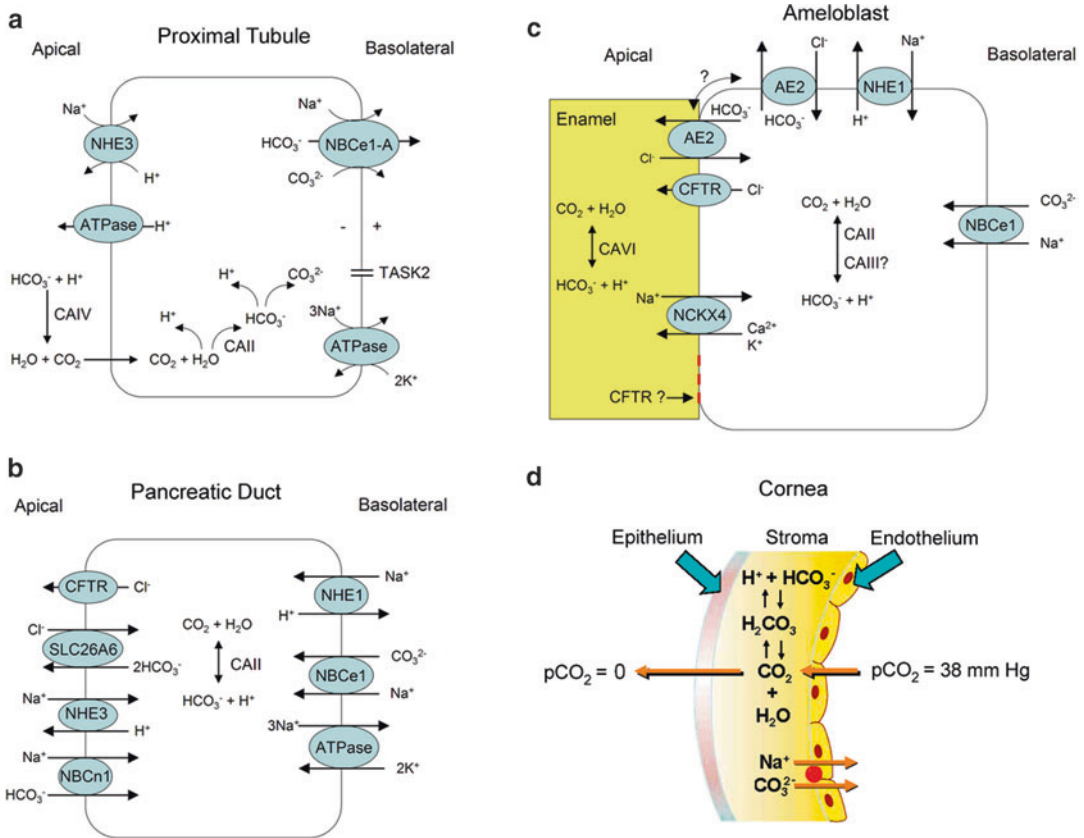 a
Proximal Tubule
Apical
Basolateral
Na⁺
NHE3
H⁺
ATPase
H⁺
HCO₃⁻ + H⁺
CAIV
H₂O + CO₂
CO₂ + H₂O
H⁺
CAII
HCO₃⁻
H⁺
CO₃²⁻
Na⁺
HCO₃⁻
NBCe1-A
CO₃²⁻
- +
TASK2
3Na⁺
ATPase
2K⁺
b
Pancreatic Duct
Apical
Basolateral
CFTR
Cl⁻
Cl⁻
SLC26A6
2HCO₃⁻
Na⁺
NHE3
H⁺
Na⁺
NBCn1
HCO₃⁻
CO₂ + H₂O
CAII
HCO₃⁻ + H⁺
Na⁺
NHE1
H⁺
CO₃²⁻
NBCe1
Na⁺
3Na⁺
ATPase
2K⁺
c
Ameloblast
Apical
Basolateral
?
Cl⁻
AE2
HCO₃⁻
Na⁺
NHE1
H⁺
Enamel
HCO₃⁻
AE2
Cl⁻
CFTR
Cl⁻
CO₂ + H₂O
CAVI
HCO₃⁻ + H⁺
CO₂ + H₂O
CAII
CAIII?
HCO₃⁻ + H⁺
CO₃²⁻
NBCe1
Na⁺
Na⁺
NCKX4
Ca²⁺
K⁺
CFTR ?
d
Cornea
Epithelium
Stroma
Endothelium
H⁺ + HCO₃⁻
H₂CO₃
pCO₂ = 0
CO₂
pCO₂ = 38 mm Hg
+
H₂O
Na⁺
CO₃²⁻